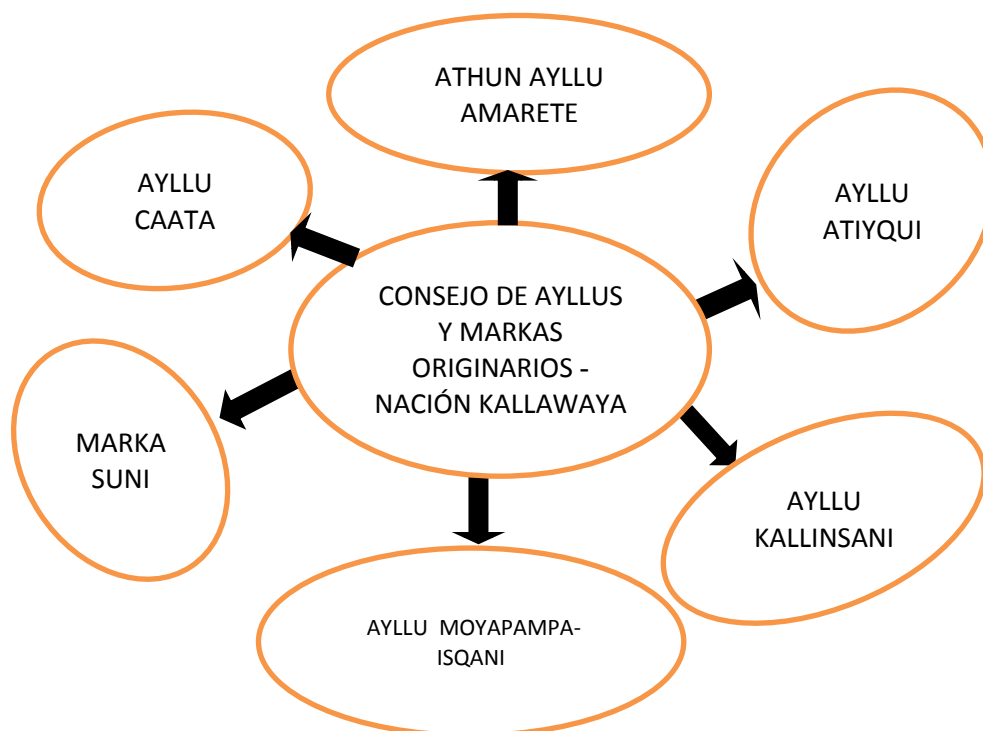 ATHUN AYLLU
AMARETE
AYLLU
CAATA
AYLLU
ATIYQUI
CONSEJO DE AYLLUS
Y MARKAS
ORIGINARIOS -
NACIÓN KALLAWAYA
MARKA
SUNI
AYLLU
KALLINSANI
AYLLU MOYAPAMPA-
ISQANI